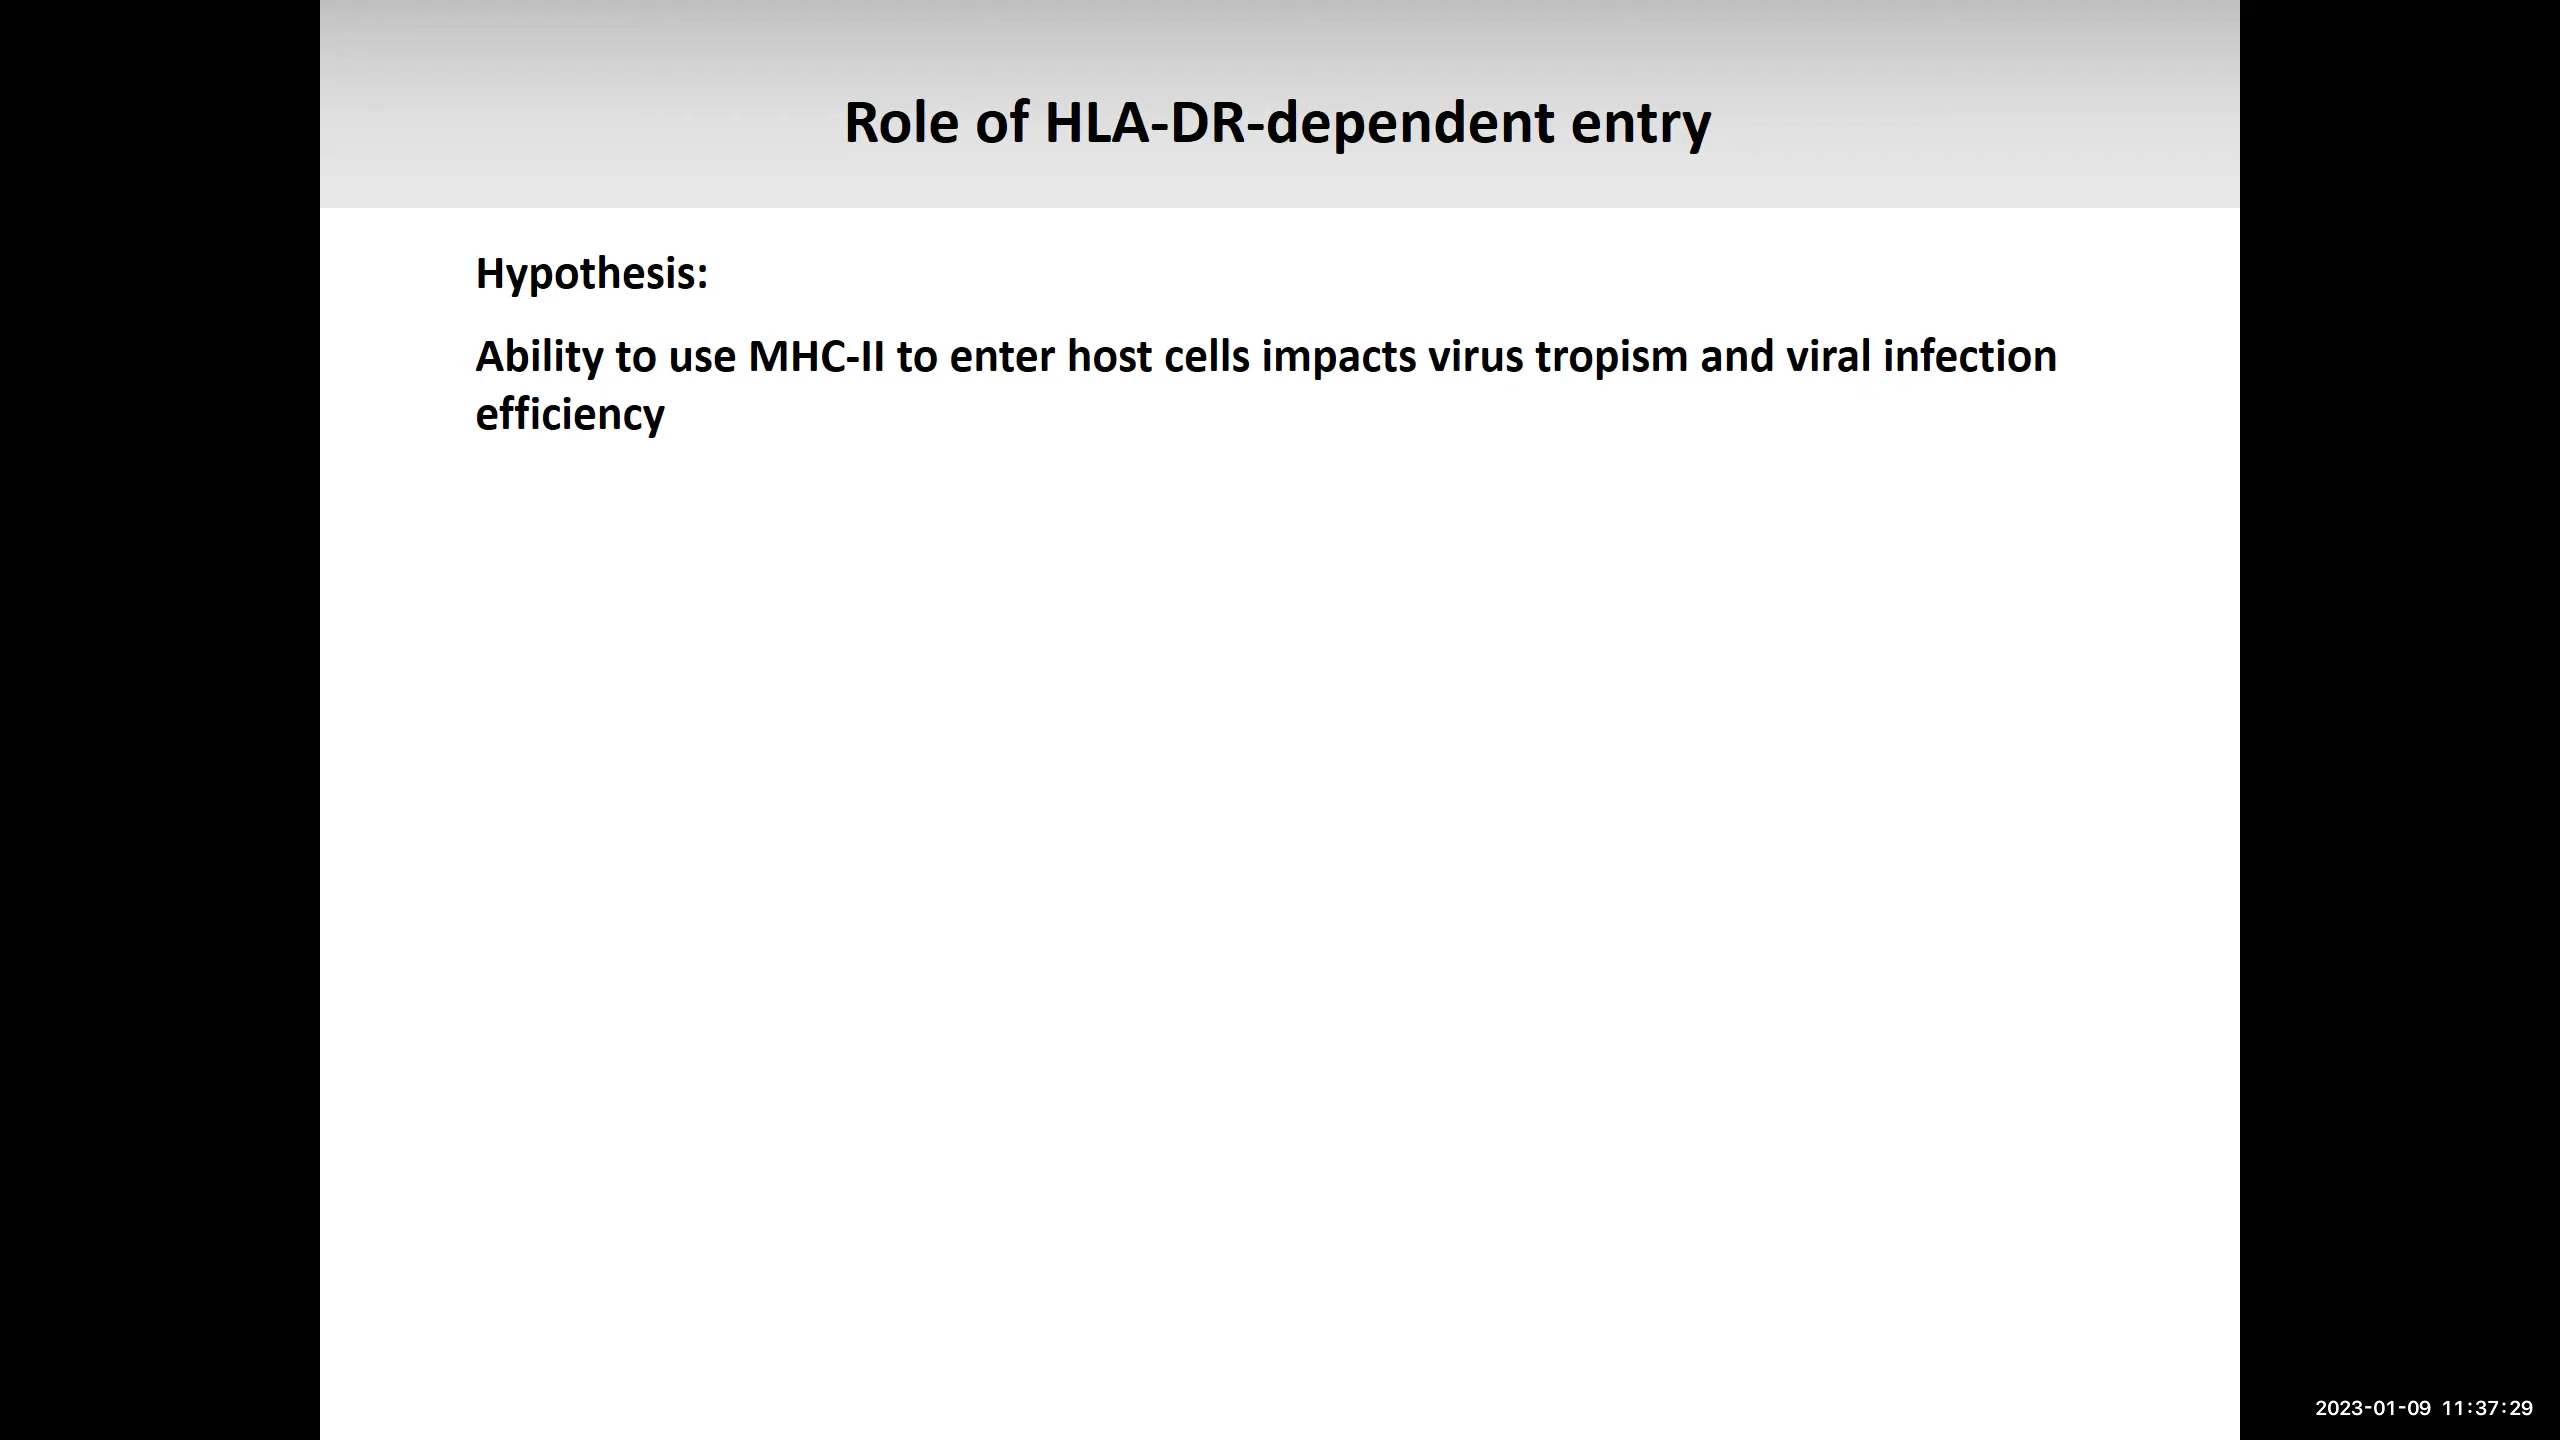 Role of HLA-DR-dependent entry
Hypothesis:
Ability to use MHC-II to enter host cells impacts virus tropism and viral infection
efficiency
2023-01-09 11:37:29